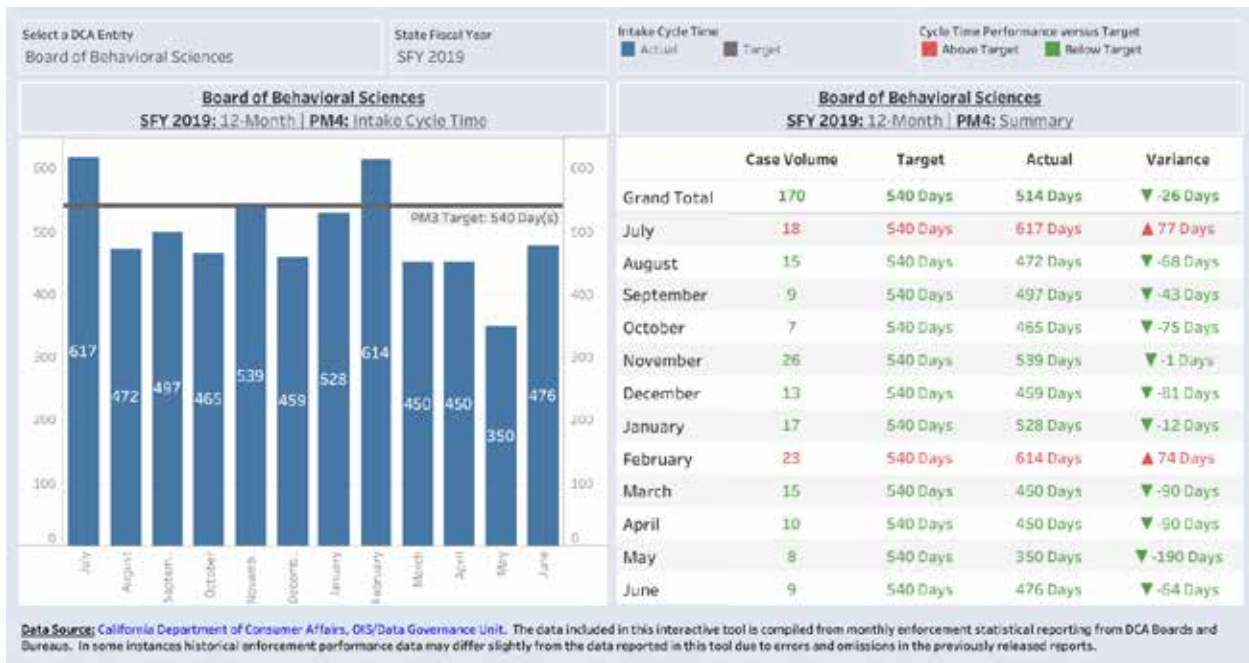 Select a DCA Entity
Board of Behavioral Sciences
State Fiscal Year
SFY 2019
Intake Cycle Time
Actual Target
Cycle Time Performance versus Target
Above Target Below Target
Board of Behavioral Sciences
SFY 2019: 12-Month | PM4: Intake Cycle Time
600 600
PM3 Target: 540 Day(s)
500 500
400 400
300 300
200 200
100 100
0 0
617 472 497 465 539 459 528 614 450 450 350 476
July August Septem.. October Novemb.. Decemb.. January February March April May June
Board of Behavioral Sciences
SFY 2019: 12-Month | PM4: Summary
Case Volume Target Actual Variance
Grand Total 170 540 Days 514 Days ▼ -26 Days
July 18 540 Days 617 Days ▲ 77 Days
August 15 540 Days 472 Days ▼ -68 Days
September 9 540 Days 497 Days ▼ -43 Days
October 7 540 Days 465 Days ▼ -75 Days
November 26 540 Days 539 Days ▼ -1 Days
December 13 540 Days 459 Days ▼ -81 Days
January 17 540 Days 528 Days ▼ -12 Days
February 23 540 Days 614 Days ▲ 74 Days
March 15 540 Days 450 Days ▼ -90 Days
April 10 540 Days 450 Days ▼ -90 Days
May 8 540 Days 350 Days ▼ -190 Days
June 9 540 Days 476 Days ▼ -64 Days
Data Source: California Department of Consumer Affairs, OIS/Data Governance Unit. The data included in this interactive tool is compiled from monthly enforcement statistical reporting from DCA Boards and
Bureaus. In some instances historical enforcement performance data may differ slightly from the data reported in this tool due to errors and omissions in the previously released reports.